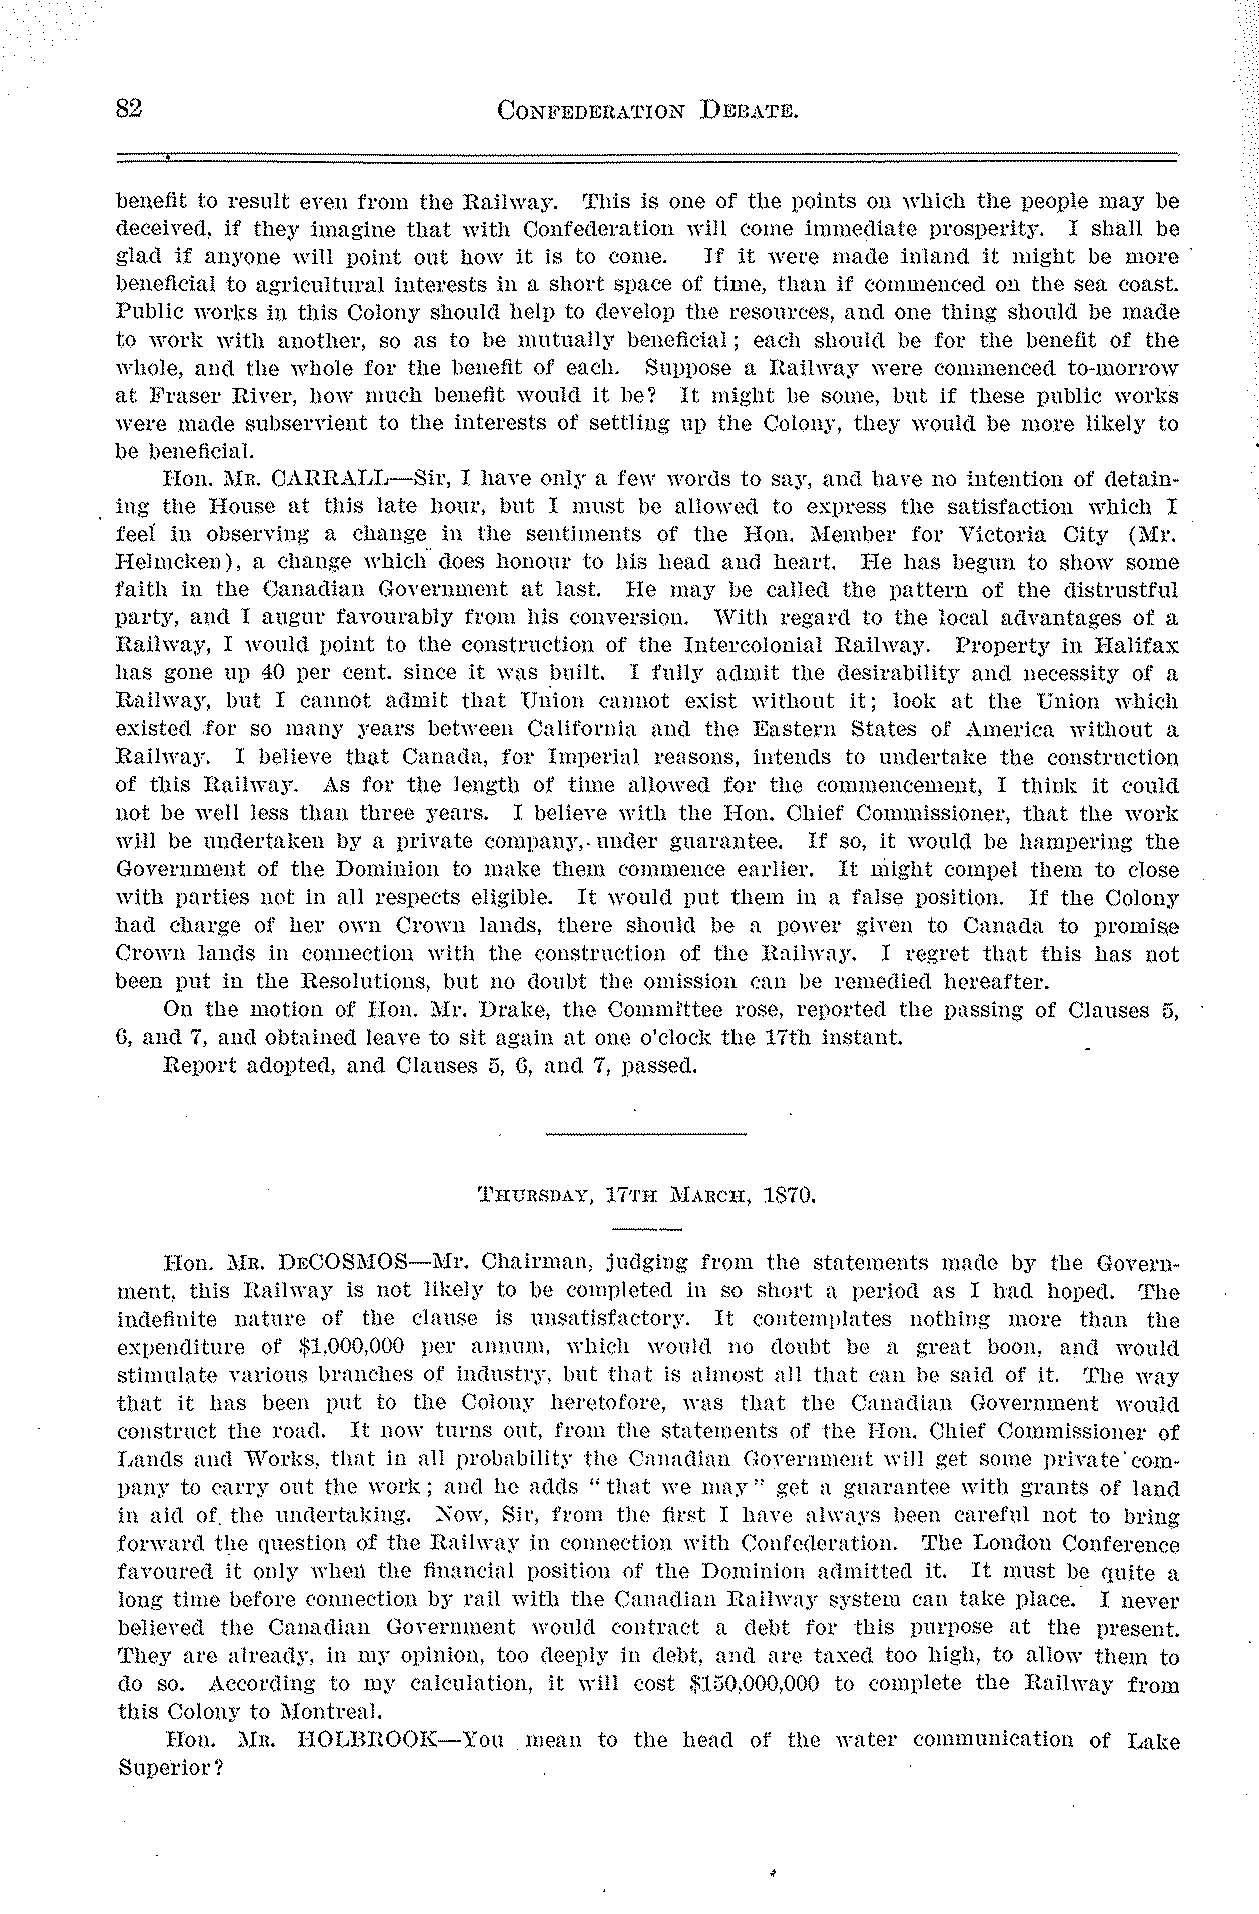 82 CONFEDERATION DEBATE.
benefit to result even from the Railway. This is one of the points on which the people may be
deceived, if they imagine that with Confederation will come immediate prosperity. I shall be
glad if anyone will point out how it is to come. If it were made inland it might be more
beneficial to agricultural interests in a short space of time, than if commenced on the sea coast.
Public works in this Colony should help to develop the resources, and one thing should be made
to work with another, so as to be mutually beneficial; each should be for the benefit of the
whole, and the whole for the benefit of each. Suppose a Railway were commenced to-morrow
at Fraser River, how much benefit would it be? It might be some, but if these public works
were made subservient to the interests of settling up the Colony, they would be more likely to
be beneficial.
Hon. MR. CARRALL—Sir, I have only a few words to say, and have no intention of detain-
ing the House at this late hour, but I must be allowed to express the satisfaction which I
feel in observing a change in the sentiments of the Hon. Member for Victoria City (Mr.
Helmcken), a change which does honour to his head and heart. He has begun to show some
faith in the Canadian Government at last. He may be called the pattern of the distrustful
party, and I augur favourably from his conversion. With regard to the local advantages of a
Railway, I would point to the construction of the Intercolonial Railway. Property in Halifax
has gone up 40 per cent. since it was built. I fully admit the desirability and necessity of a
Railway, but I cannot admit that Union cannot exist without it; look at the Union which
existed for so many years between California and the Eastern States of America without a
Railway. I believe that Canada, for Imperial reasons, intends to undertake the construction
of this Railway. As for the length of time allowed for the commencement, I think it could
not be well less than three years. I believe with the Hon. Chief Commissioner, that the work
will be undertaken by a private company, under guarantee. If so, it would be hampering the
Government of the Dominion to make them commence earlier. It might compel them to close
with parties not in all respects eligible. It would put them in a false position. If the Colony
had charge of her own Crown lands, there should be a power given to Canada to promise
Crown lands in connection with the construction of the Railway. I regret that this has not
been put in the Resolutions, but no doubt the omission can be remedied hereafter.
On the motion of Hon. Mr. Drake, the Committee rose, reported the passing of Clauses 5,
6, and 7, and obtained leave to sit again at one o'clock the 17th instant.
Report adopted, and Clauses 5, 6, and 7, passed.
THURSDAY, 17TH MARCH, 1870.
Hon. MR. DECOSMOS—Mr. Chairman, judging from the statements made by the Govern-
ment, this Railway is not likely to be completed in so short a period as I had hoped. The
indefinite nature of the clause is unsatisfactory. It contemplates nothing more than the
expenditure of $1,000,000 per annum, which would no doubt be a great boon, and would
stimulate various branches of industry, but that is almost all that can be said of it. The way
that it has been put to the Colony heretofore, was that the Canadian Government would
construct the road. It now turns out, from the statements of the Hon. Chief Commissioner of
Lands and Works, that in all probability the Canadian Government will get some private com-
pany to carry out the work; and he adds "that we may" get a guarantee with grants of land
in aid of the undertaking. Now, Sir, from the first I have always been careful not to bring
forward the question of the Railway in connection with Confederation. The London Conference
favoured it only when the financial position of the Dominion admitted it. It must be quite a
long time before connection by rail with the Canadian Railway system can take place. I never
believed the Canadian Government would contract a debt for this purpose at the present.
They are already, in my opinion, too deeply in debt, and are taxed too high, to allow them to
do so. According to my calculation, it will cost $150,000,000 to complete the Railway from
this Colony to Montreal.
Hon. MR. HOLBROOK—You mean to the head of the water communication of Lake
Superior?